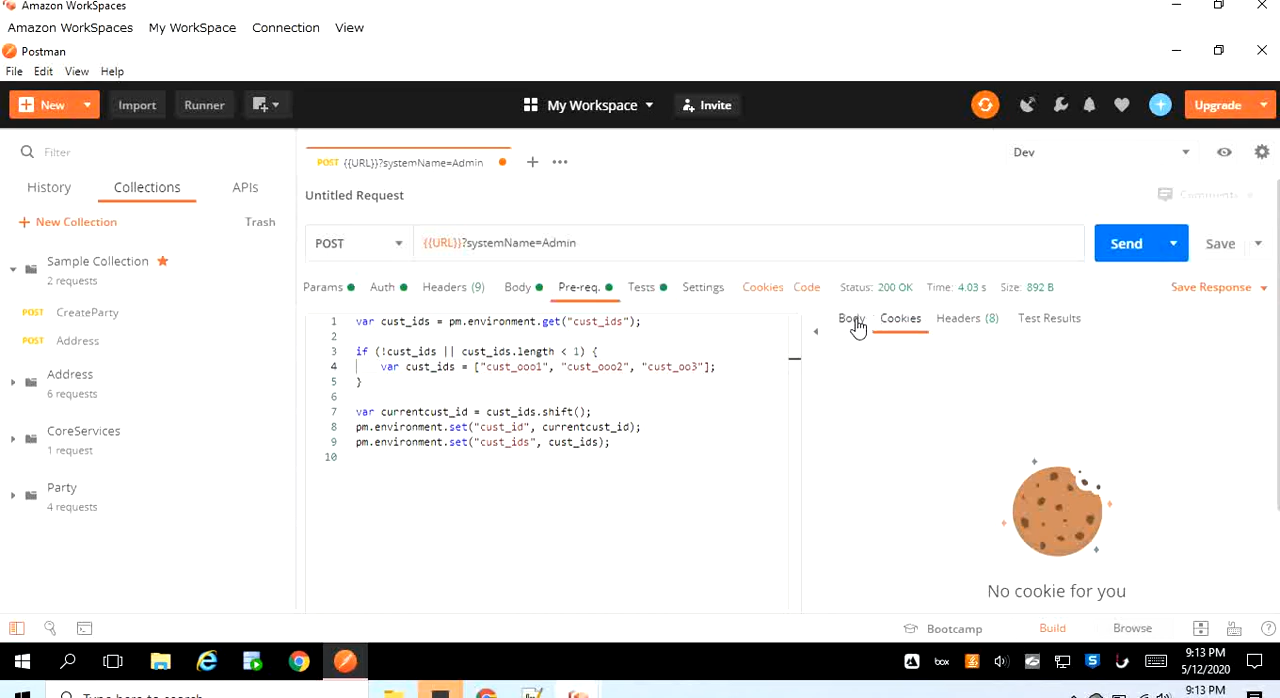 Amazon WorkSpaces
Amazon WorkSpaces My WorkSpace Connection View
Postman
File Edit View Help
New Import Runner My Workspace Invite Upgrade
Filter
History Collections APIs
New Collection Trash
Sample Collection
2 requests
POST CreateParty
POST Address
Address
6 requests
CoreServices
1 request
Party
4 requests
POST {{URL}}?systemName=Admin
Dev
Untitled Request
Comments
POST {{URL}}?systemName=Admin Send Save
Params Auth Headers (9) Body Pre-req. Tests Settings Cookies Code Status: 200 OK Time: 4.03 s Size: 892 B Save Response
Body Cookies Headers (8) Test Results
1 var cust_ids = pm.environment.get("cust_ids");
2
3 if (!cust_ids || cust_ids.length < 1) {
4 var cust_ids = ["cust_ooo1", "cust_ooo2", "cust_oo3"];
5 }
6
7 var currentcust_id = cust_ids.shift();
8 pm.environment.set("cust_id", currentcust_id);
9 pm.environment.set("cust_ids", cust_ids);
10
No cookie for you
Bootcamp Build Browse
box
S
9:13 PM
5/12/2020
Type here to search
9:13 PM